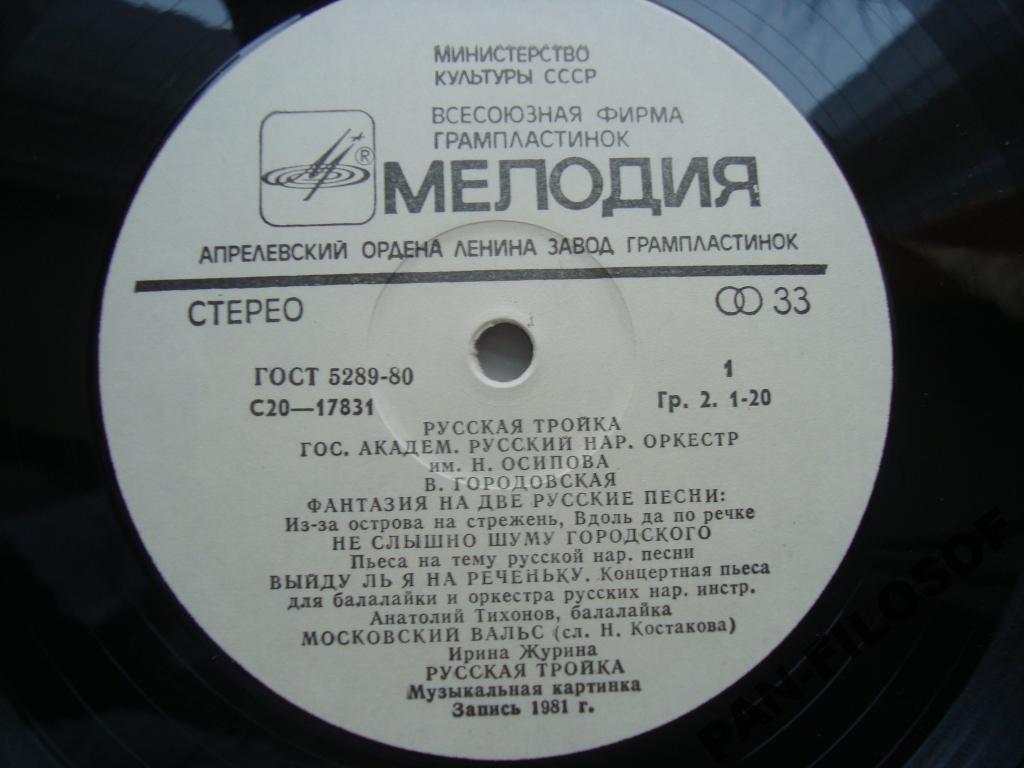 МИНИСТЕРСТВО
КУЛЬТУРЫ СССР
ВСЕСОЮЗНАЯ ФИРМА
ГРАМПЛАСТИНОК
®
МЕЛОДИЯ
АПРЕЛЕВСКИЙ ОРДЕНА ЛЕНИНА ЗАВОД ГРАМПЛАСТИНОК
СТЕРЕО 33
ГОСТ 5289-80 1
С20—17831 Гр. 2. 1-20
РУССКАЯ ТРОЙКА
ГОС. АКАДЕМ. РУССКИЙ НАР. ОРКЕСТР
им. Н. ОСИПОВА
В. ГОРОДОВСКАЯ
ФАНТАЗИЯ НА ДВЕ РУССКИЕ ПЕСНИ:
Из-за острова на стрежень, Вдоль да по речке
НЕ СЛЫШНО ШУМУ ГОРОДСКОГО
Пьеса на тему русской нар. песни
ВЫЙДУ ЛЬ Я НА РЕЧЕНЬКУ. Концертная пьеса
для балалайки и оркестра русских нар. инстр.
Анатолий Тихонов, балалайка
МОСКОВСКИЙ ВАЛЬС (сл. Н. Костакова)
Ирина Журина
РУССКАЯ ТРОЙКА
Музыкальная картинка
Запись 1981 г.
PAN-FILOSOF